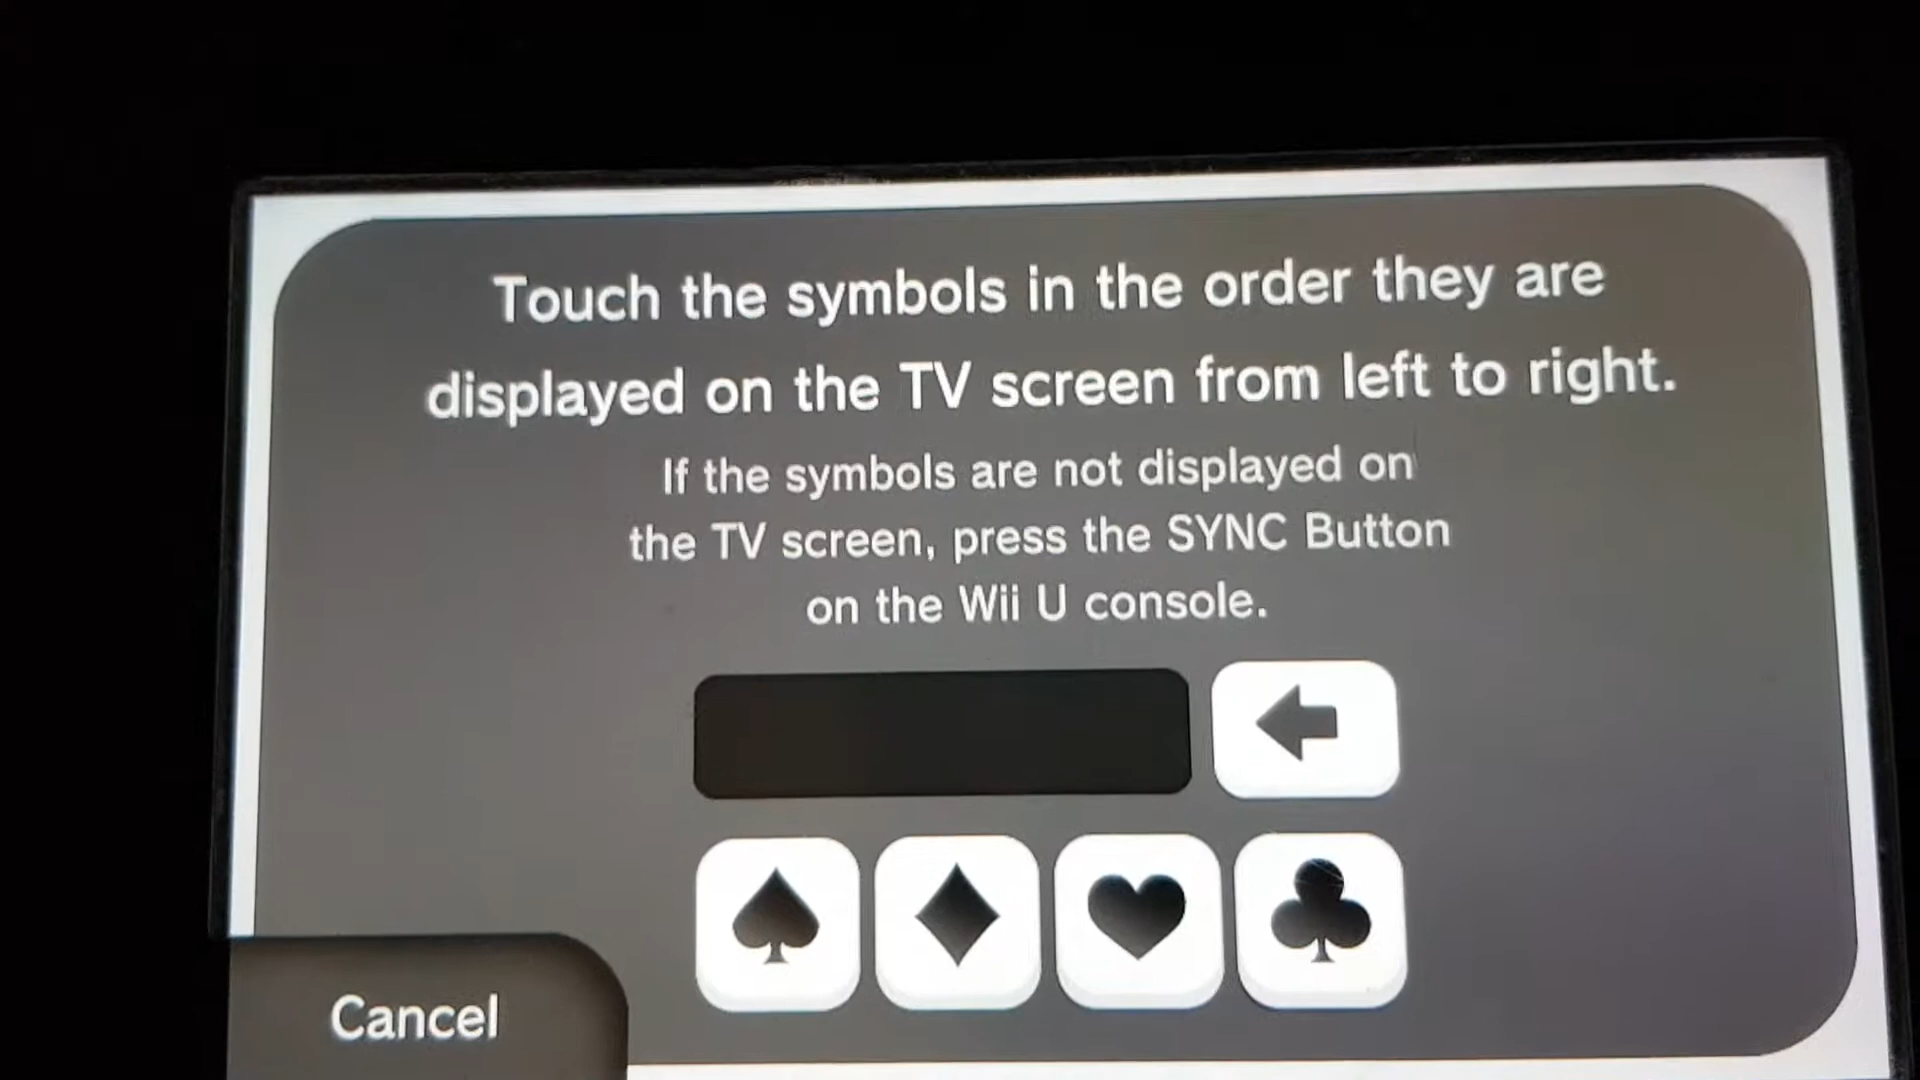 Touch the symbols in the order they are
displayed on the TV screen from left to right.
If the symbols are not displayed on
the TV screen, press the SYNC Button
on the Wii U console.
Cancel